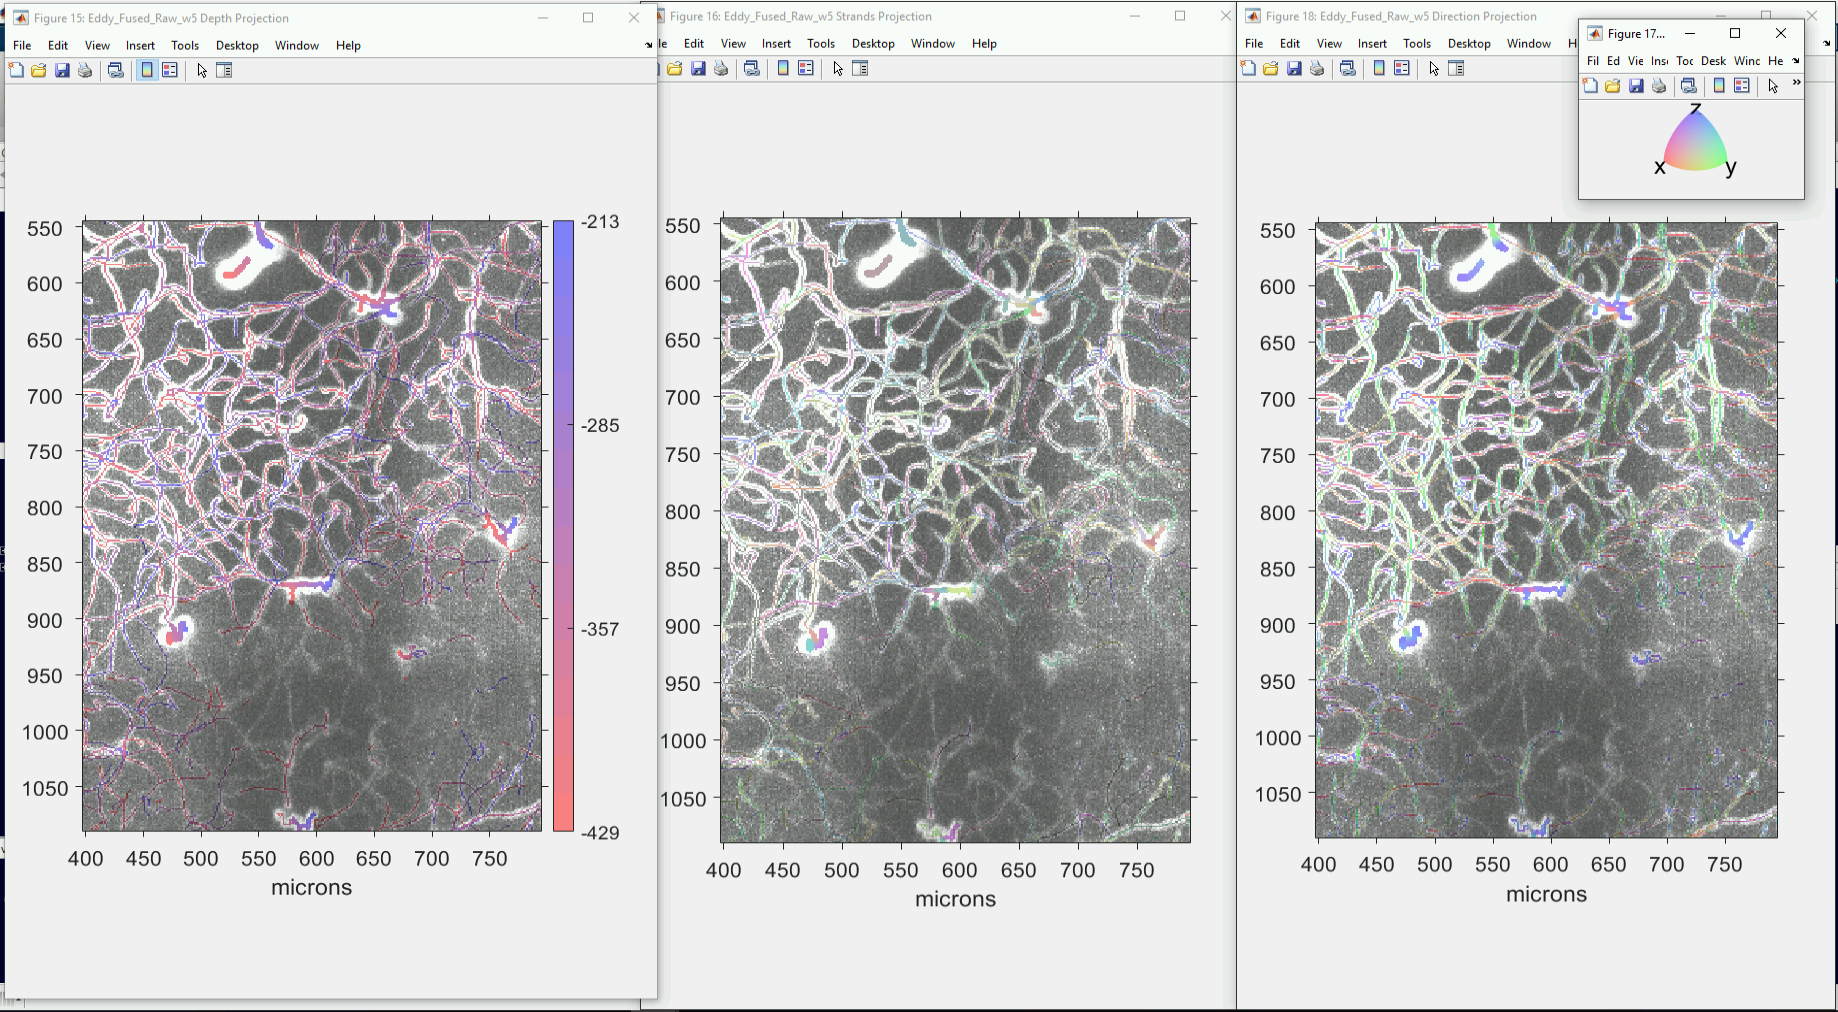 Figure 15: Eddy_Fused_Raw_w5 Depth Projection
File Edit View Insert Tools Desktop Window Help
550
600
650
700
750
800
850
900
950
1000
1050
400 450 500 550 600 650 700 750
microns
-213
-285
-357
-429
Figure 16: Eddy_Fused_Raw_w5 Strands Projection
le Edit View Insert Tools Desktop Window Help
550
600
650
700
750
800
850
900
950
1000
1050
400 450 500 550 600 650 700 750
microns
Figure 18: Eddy_Fused_Raw_w5 Direction Projection
File Edit View Insert Tools Desktop Window H
550
600
650
700
750
800
850
900
950
1000
1050
400 450 500 550 600 650 700 750
microns
Figure 17...
Fil Ed Vie Ins Toc Desk Winc He
z
x y